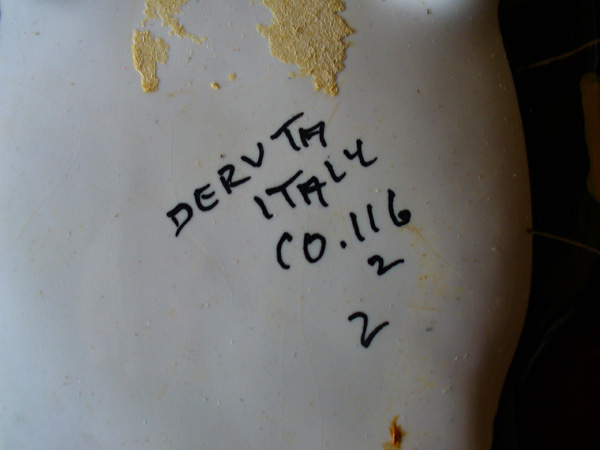 DERUTA
ITALY
CO.116
2
2